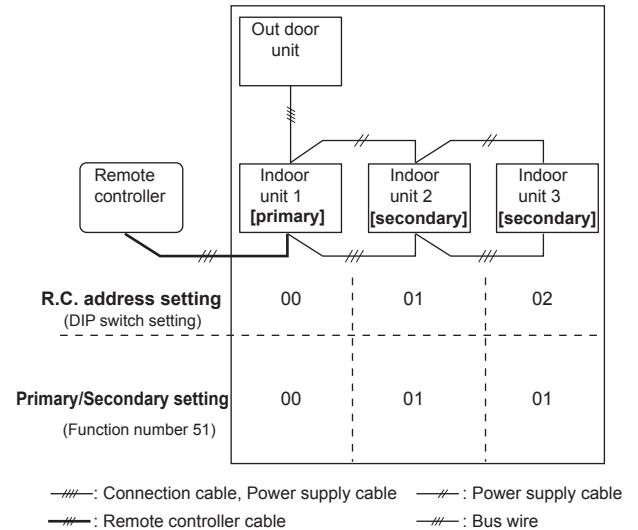 Out door
unit
Remote
controller
Indoor
unit 1
[primary]
Indoor
unit 2
[secondary]
Indoor
unit 3
[secondary]
R.C. address setting
(DIP switch setting)
00
01
02
Primary/Secondary setting
(Function number 51)
00
01
01
: Connection cable, Power supply cable
: Power supply cable
: Remote controller cable
: Bus wire